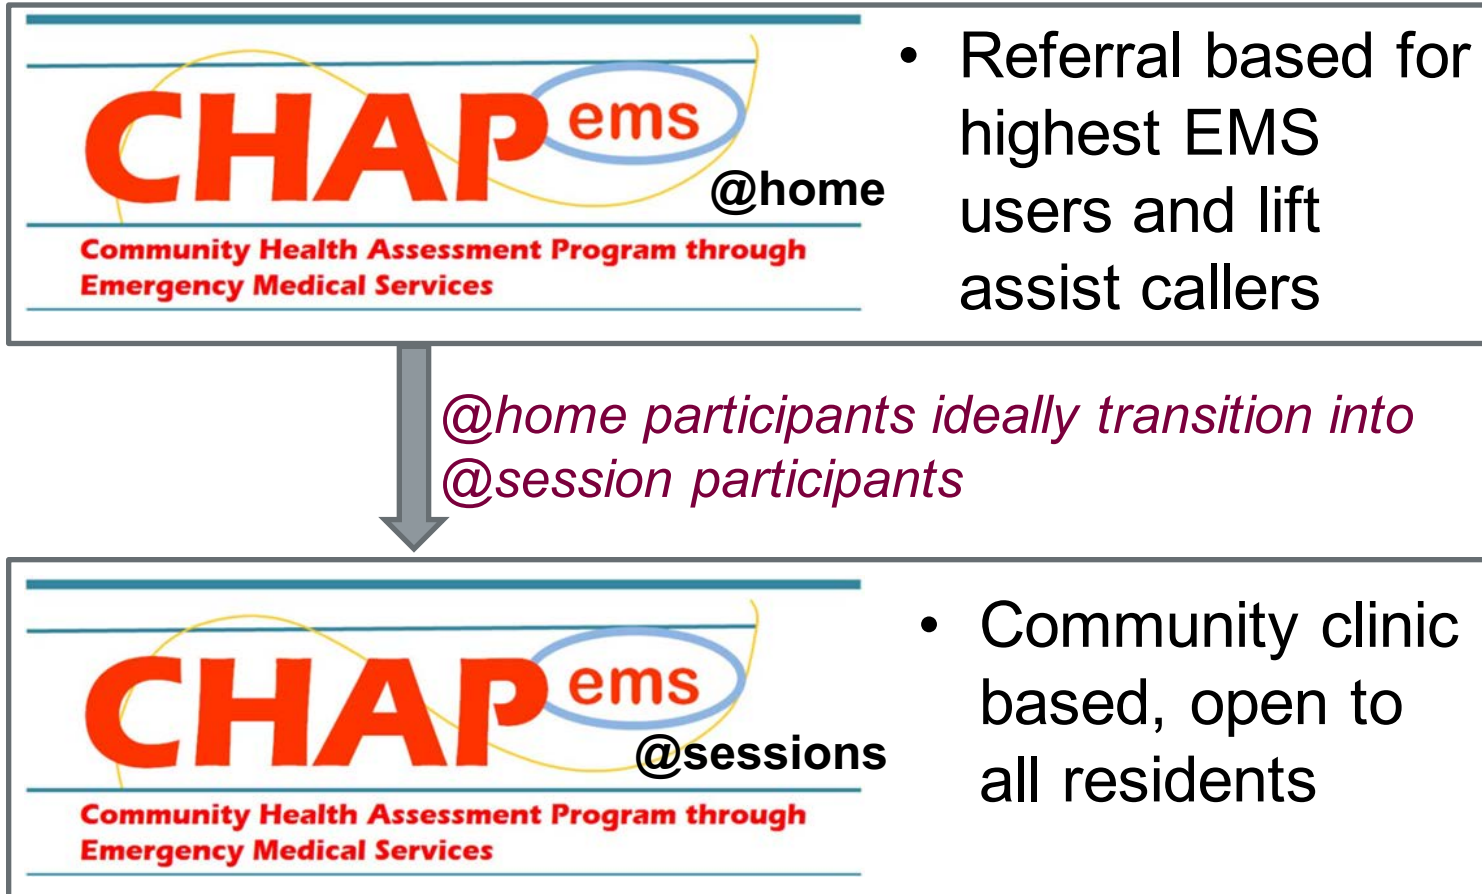 CHAP ems
@home
Community Health Assessment Program through
Emergency Medical Services
• Referral based for
highest EMS
users and lift
assist callers
@home participants ideally transition into
@session participants
CHAP ems
@sessions
Community Health Assessment Program through
Emergency Medical Services
• Community clinic
based, open to
all residents